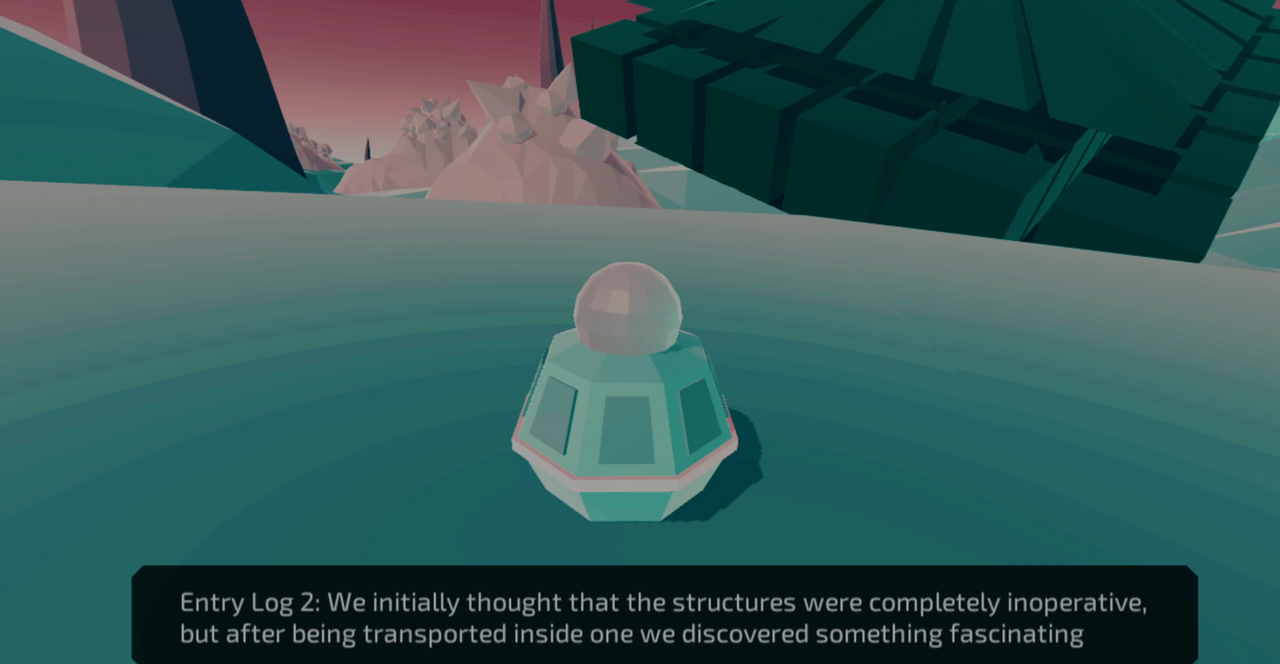 Entry Log 2: We initially thought that the structures were completely inoperative,
but after being transported inside one we discovered something fascinating